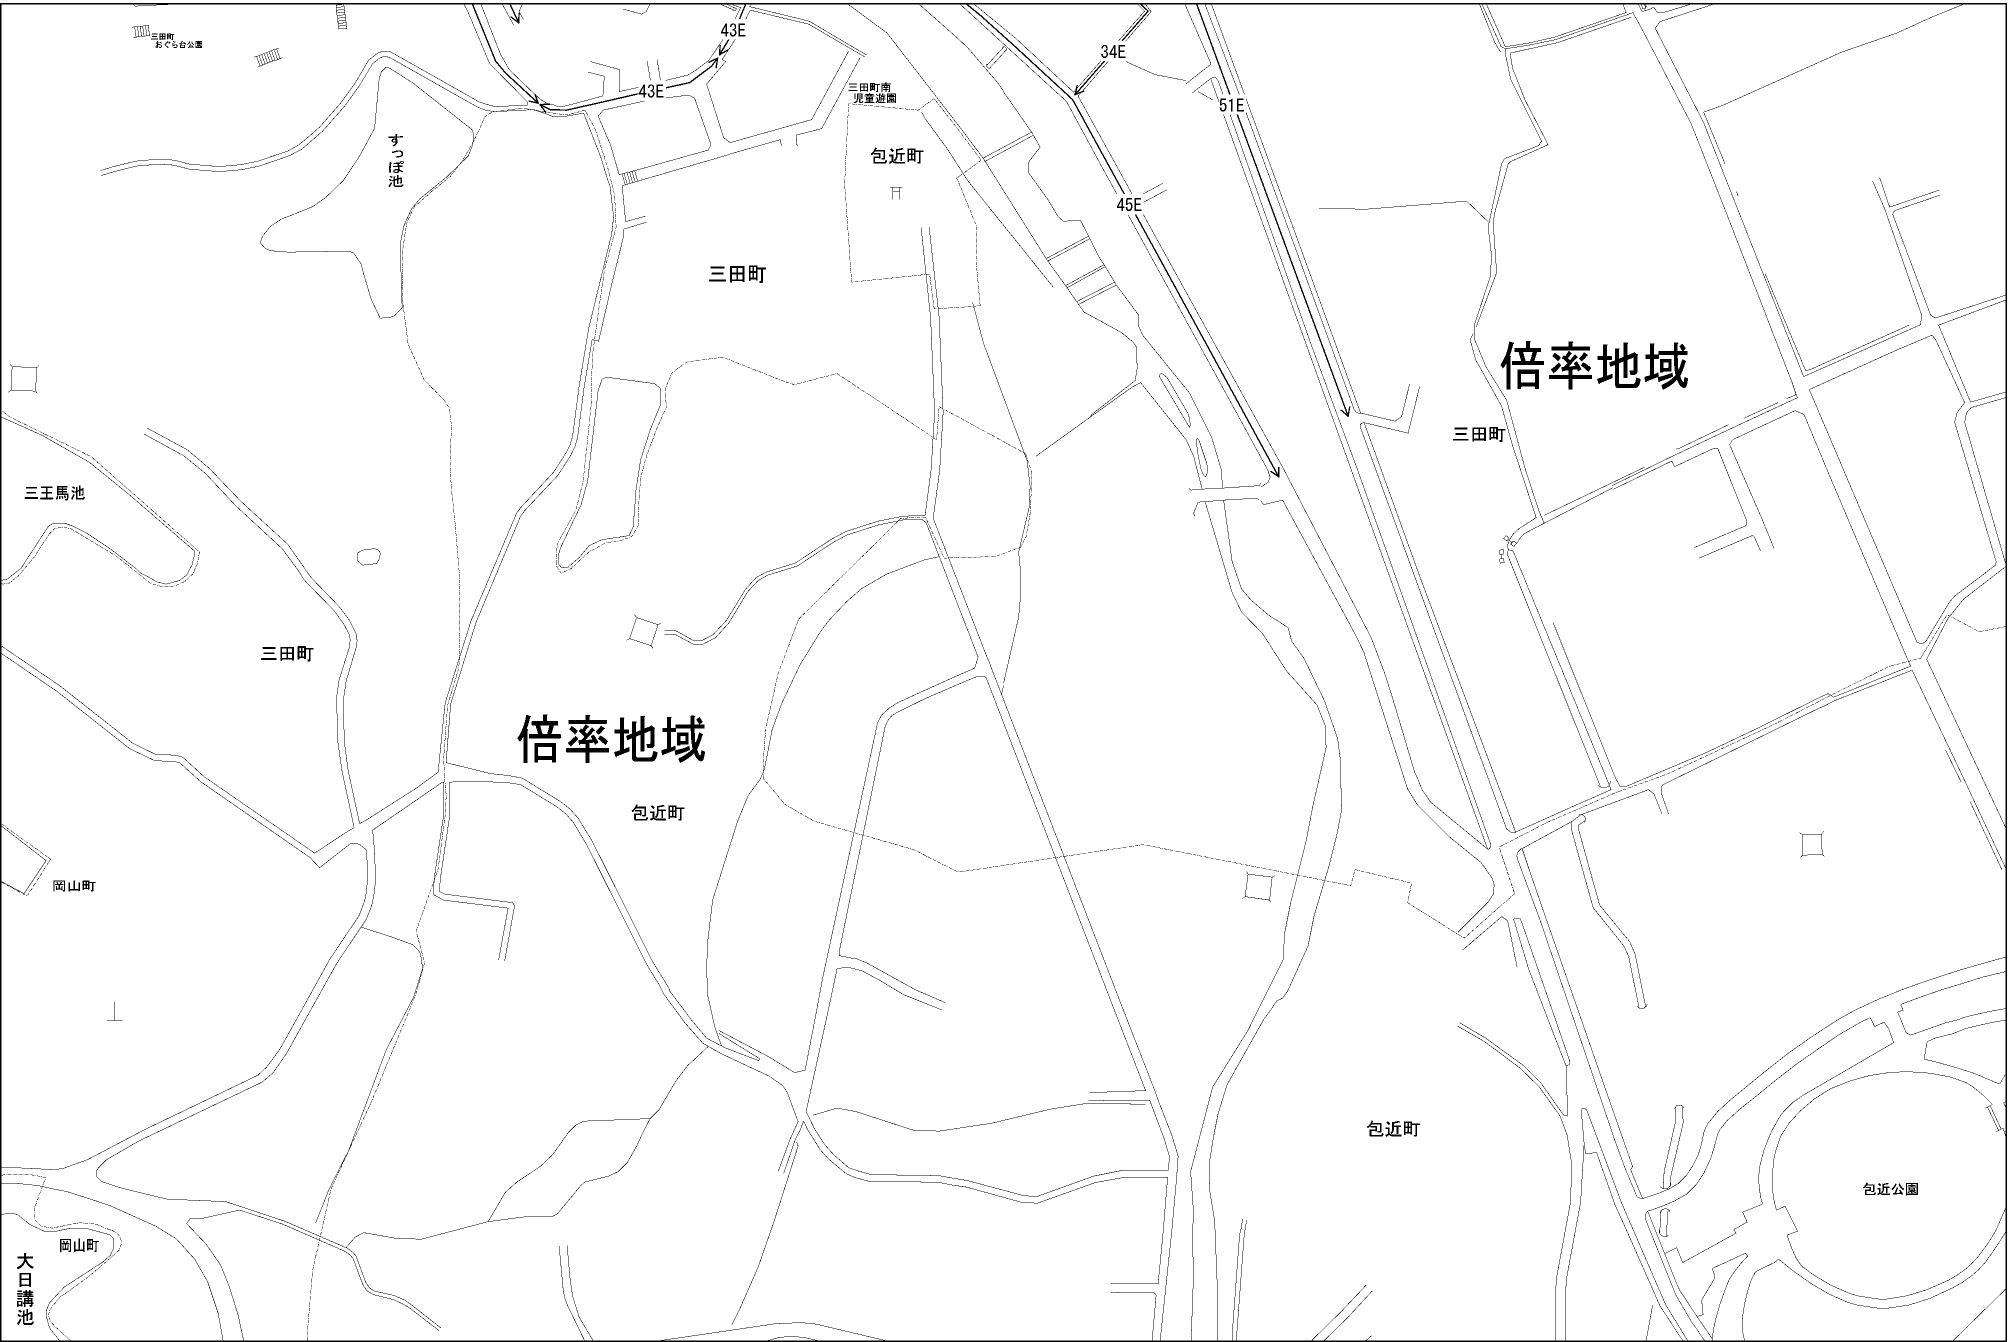 43E
三田町
おぐら台公園
34E
43E
三田町南
児童遊園
51E
すっぽ池
包近町
45E
三田町
倍率地域
三田町
三王馬池
三田町
倍率地域
包近町
岡山町
包近町
包近公園
岡山町
大日講池